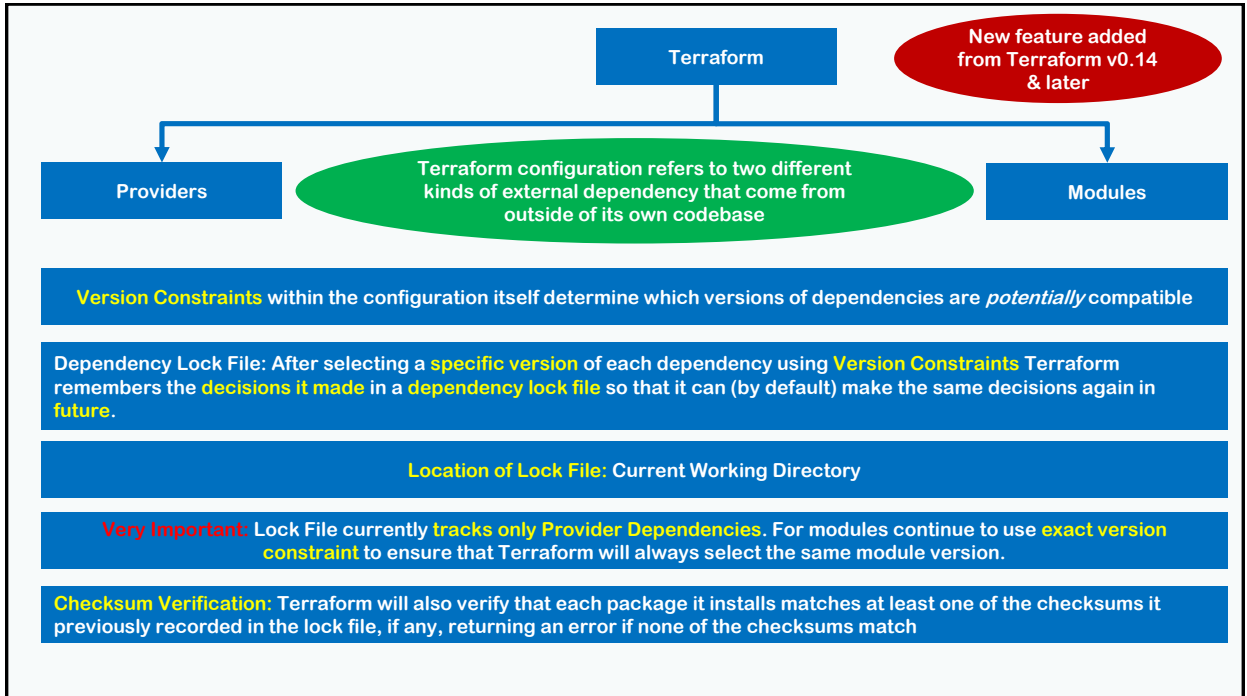 Terraform
New feature added
from Terraform v0.14
& later
Providers
Terraform configuration refers to two different
kinds of external dependency that come from
outside of its own codebase
Modules
Version Constraints within the configuration itself determine which versions of dependencies are potentially compatible
Dependency Lock File: After selecting a specific version of each dependency using Version Constraints Terraform
remembers the decisions it made in a dependency lock file so that it can (by default) make the same decisions again in
future.
Location of Lock File: Current Working Directory
Very Important: Lock File currently tracks only Provider Dependencies. For modules continue to use exact version
constraint to ensure that Terraform will always select the same module version.
Checksum Verification: Terraform will also verify that each package it installs matches at least one of the checksums it
previously recorded in the lock file, if any, returning an error if none of the checksums match